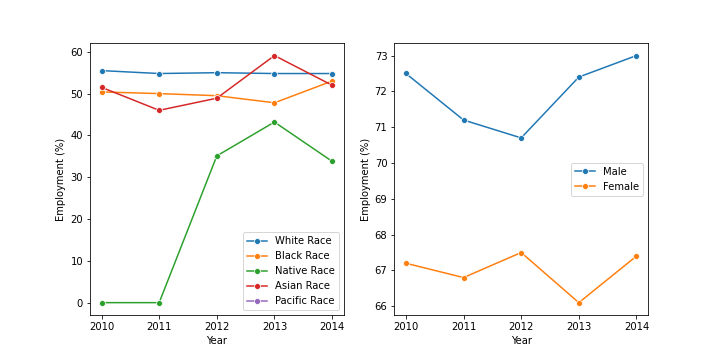 60
50
40
30
20
10
0
Employment (%)
2010 2011 2012 2013 2014
Year
White Race
Black Race
Native Race
Asian Race
Pacific Race
73
72
71
70
69
68
67
66
Employment (%)
2010 2011 2012 2013 2014
Year
Male
Female